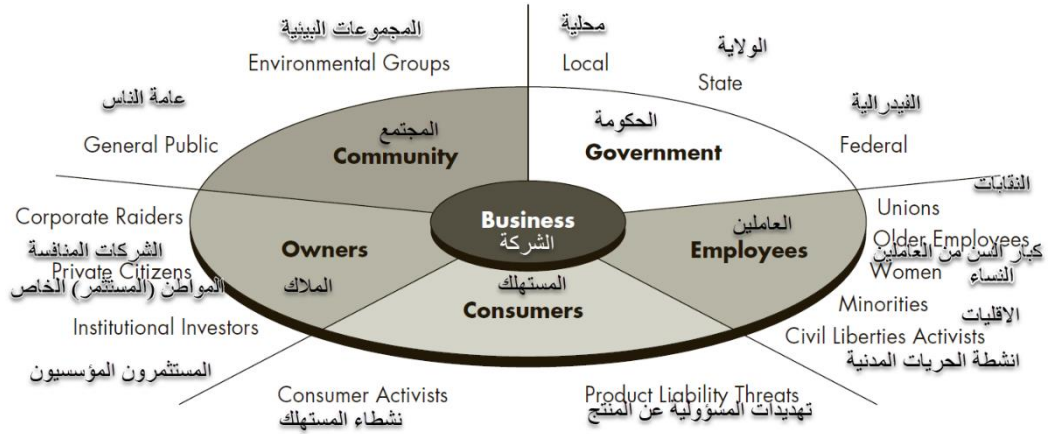 المجموعات البيئية
Environmental Groups
محلية
Local
الولاية
State
عامة الناس
General Public
الفيدرالية
Federal
المجتمع
Community
الحكومة
Government
النقابات
Unions
Corporate Raiders
الشركات المنافسة
Private Citizens
المواطن (المستثمر) الخاص
Institutional Investors
المستثمرون المؤسسيون
Owners
الملاك
Business
الشركة
العاملين
Employees
Older Employees
كبار السن من العاملين
Women
النساء
Minorities
الاقليات
Civil Liberties Activists
انشطة الحريات المدنية
المستهلك
Consumers
Consumer Activists
نشطاء المستهلك
Product Liability Threats
تهديدات المسؤولية عن المنتج